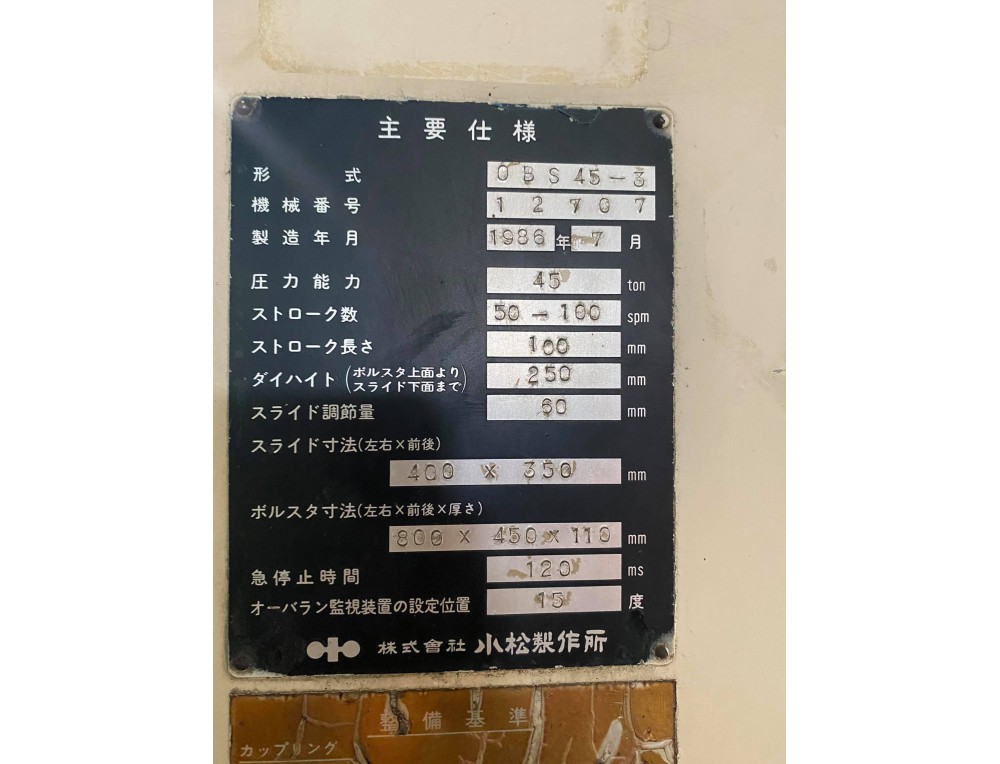 主要仕様
形式 OBS45-3
機械番号 12707
製造年月 1986年7月
圧力能力 45 ton
ストローク数 50-100 spm
ストローク長さ 100 mm
ダイハイト(ボルスタ上面よりスライド下面まで) 250 mm
スライド調節量 60 mm
スライド寸法(左右×前後)
400 × 350 mm
ボルスタ寸法(左右×前後×厚さ)
800 × 450 × 110 mm
急停止時間 120 ms
オーバラン監視装置の設定位置 15 度
株式會社 小松製作所
整備基準
カップリング